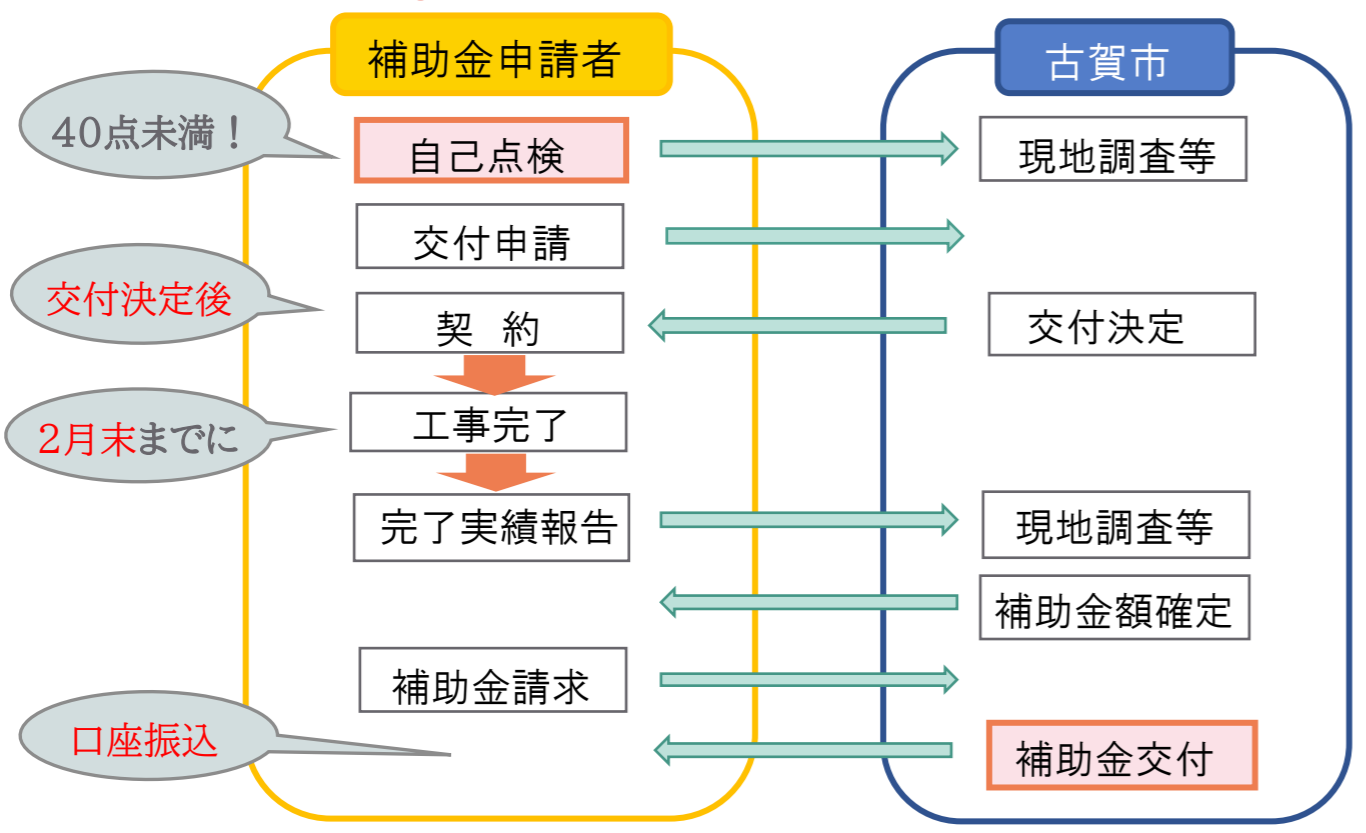 補助金申請者
古賀市
40点未満！
自己点検
現地調査等
交付申請
交付決定後
契 約
交付決定
2月末までに
工事完了
完了実績報告
現地調査等
補助金額確定
補助金請求
口座振込
補助金交付